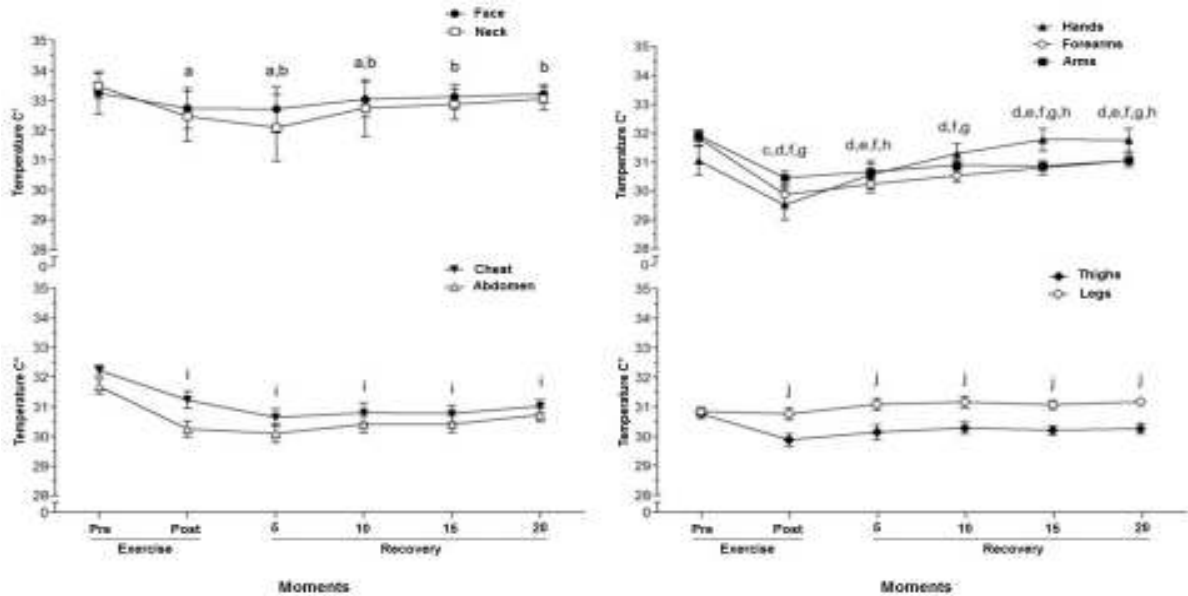 Face
Neck
35
34
33
32
31
30
29
28
0
Temperature C°
a
a,b
a,b
b
b
Hands
Forearms
Arms
35
34
33
32
31
30
29
28
0
Temperature C°
c,d,f,g
d,e,f,h
d,f,g
d,e,f,g,h
d,e,f,g,h
Chest
Abdomen
35
34
33
32
31
30
29
28
0
Temperature C°
i
i
i
i
i
Pre Post 5 10 15 20
Exercise Recovery
Moments
Thighs
Legs
35
34
33
32
31
30
29
28
0
Temperature C°
j
j
j
j
j
Pre Post 5 10 15 20
Exercise Recovery
Moments